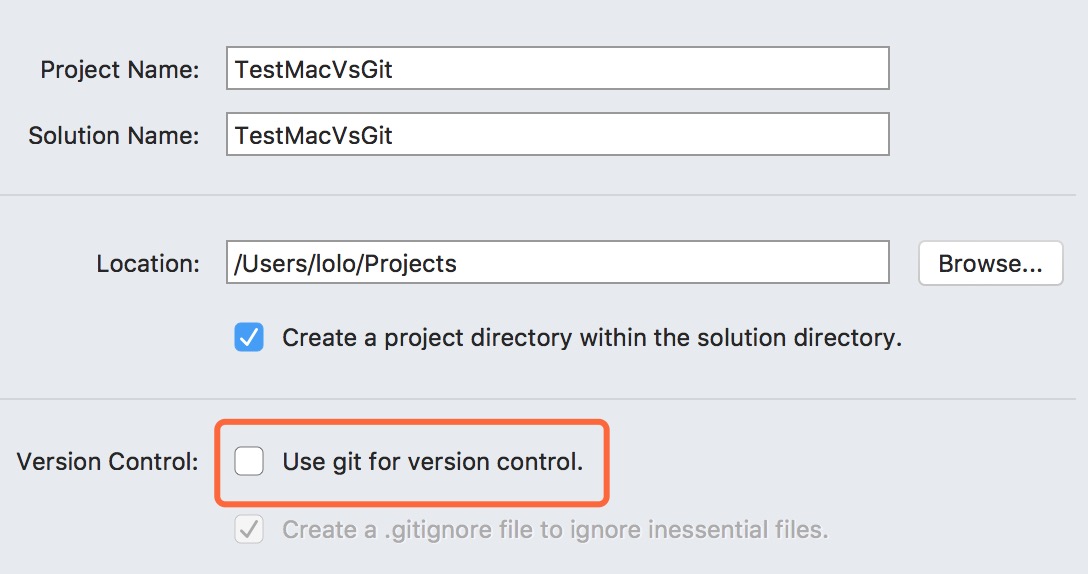 Project Name: TestMacVsGit
Solution Name: TestMacVsGit
Location: /Users/lolo/Projects Browse...
Create a project directory within the solution directory.
Version Control: Use git for version control.
Create a .gitignore file to ignore inessential files.